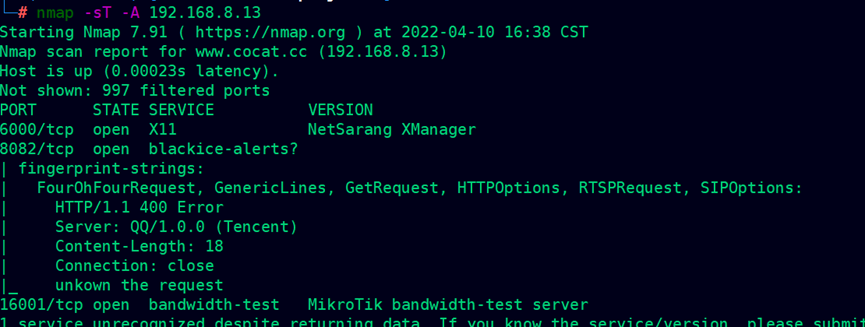 └─# nmap -sT -A 192.168.8.13
Starting Nmap 7.91 ( https://nmap.org ) at 2022-04-10 16:38 CST
Nmap scan report for www.cocat.cc (192.168.8.13)
Host is up (0.00023s latency).
Not shown: 997 filtered ports
PORT      STATE SERVICE         VERSION
6000/tcp  open  X11             NetSarang XManager
8082/tcp  open  blackice-alerts?
| fingerprint-strings:
|   FourOhFourRequest, GenericLines, GetRequest, HTTPOptions, RTSPRequest, SIPOptions:
|     HTTP/1.1 400 Error
|     Server: QQ/1.0.0 (Tencent)
|     Content-Length: 18
|     Connection: close
|_    unkown the request
16001/tcp open  bandwidth-test  MikroTik bandwidth-test server
1 service unrecognized despite returning data. If you know the service/version, please submit